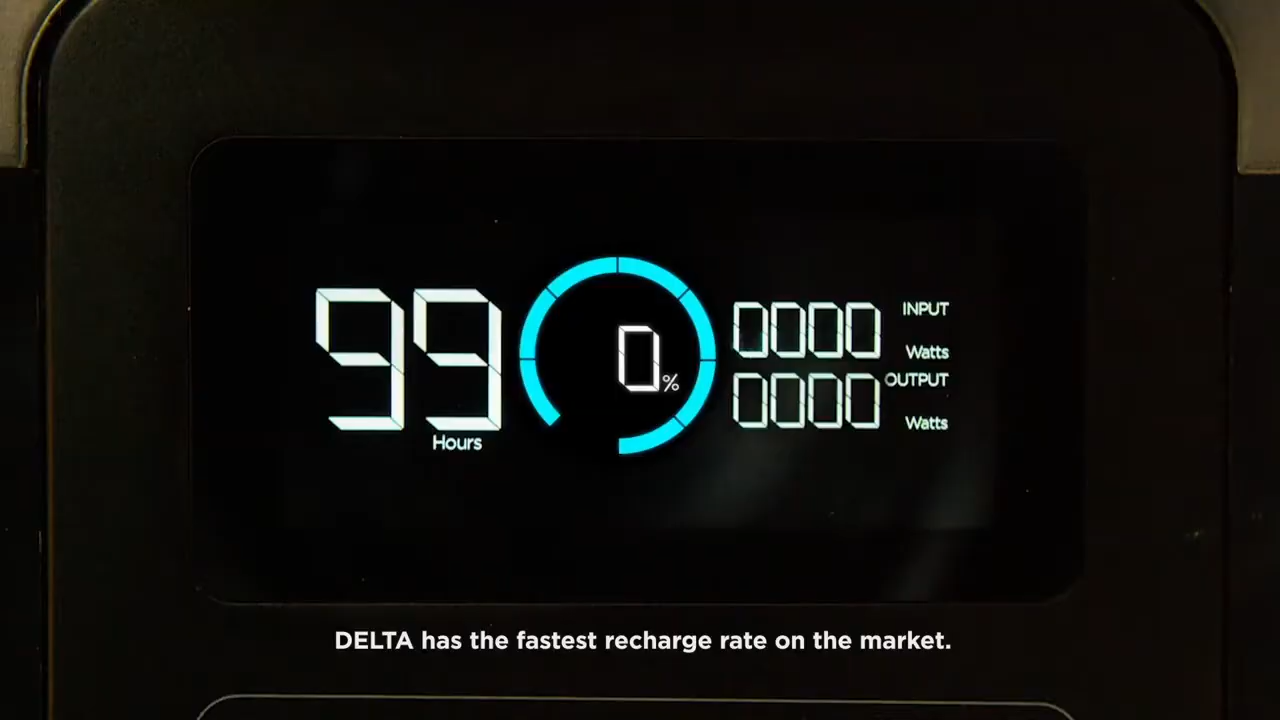 99
Hours
0%
0000 INPUT
Watts
0000 OUTPUT
Watts
DELTA has the fastest recharge rate on the market.